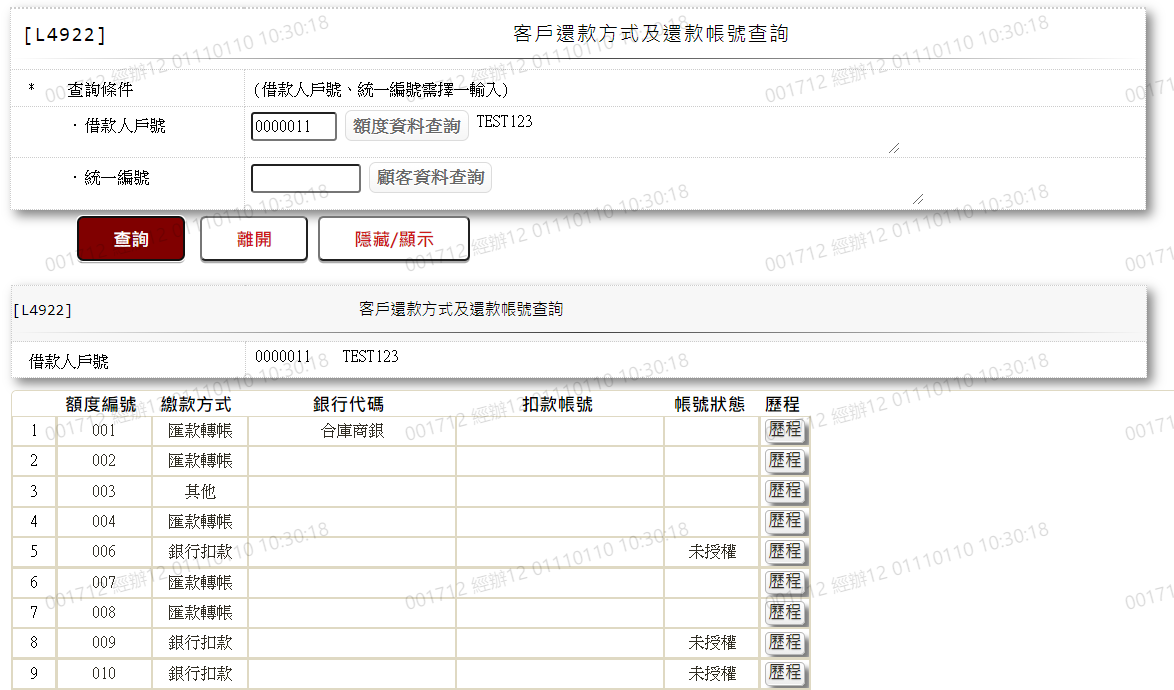 [L4922] 客戶還款方式及還款帳號查詢
* 查詢條件 (借款人戶號、統一編號需擇一輸入)
．借款人戶號 0000011 額度資料查詢 TEST123
．統一編號 顧客資料查詢
查詢 離開 隱藏/顯示
[L4922] 客戶還款方式及還款帳號查詢
借款人戶號 0000011 TEST123
額度編號 繳款方式 銀行代碼 扣款帳號 帳號狀態 歷程
1 001 匯款轉帳 合庫商銀 歷程
2 002 匯款轉帳 歷程
3 003 其他 歷程
4 004 匯款轉帳 歷程
5 006 銀行扣款 未授權 歷程
6 007 匯款轉帳 歷程
7 008 匯款轉帳 歷程
8 009 銀行扣款 未授權 歷程
9 010 銀行扣款 未授權 歷程
001712 經辦12 01110110 10:30:18